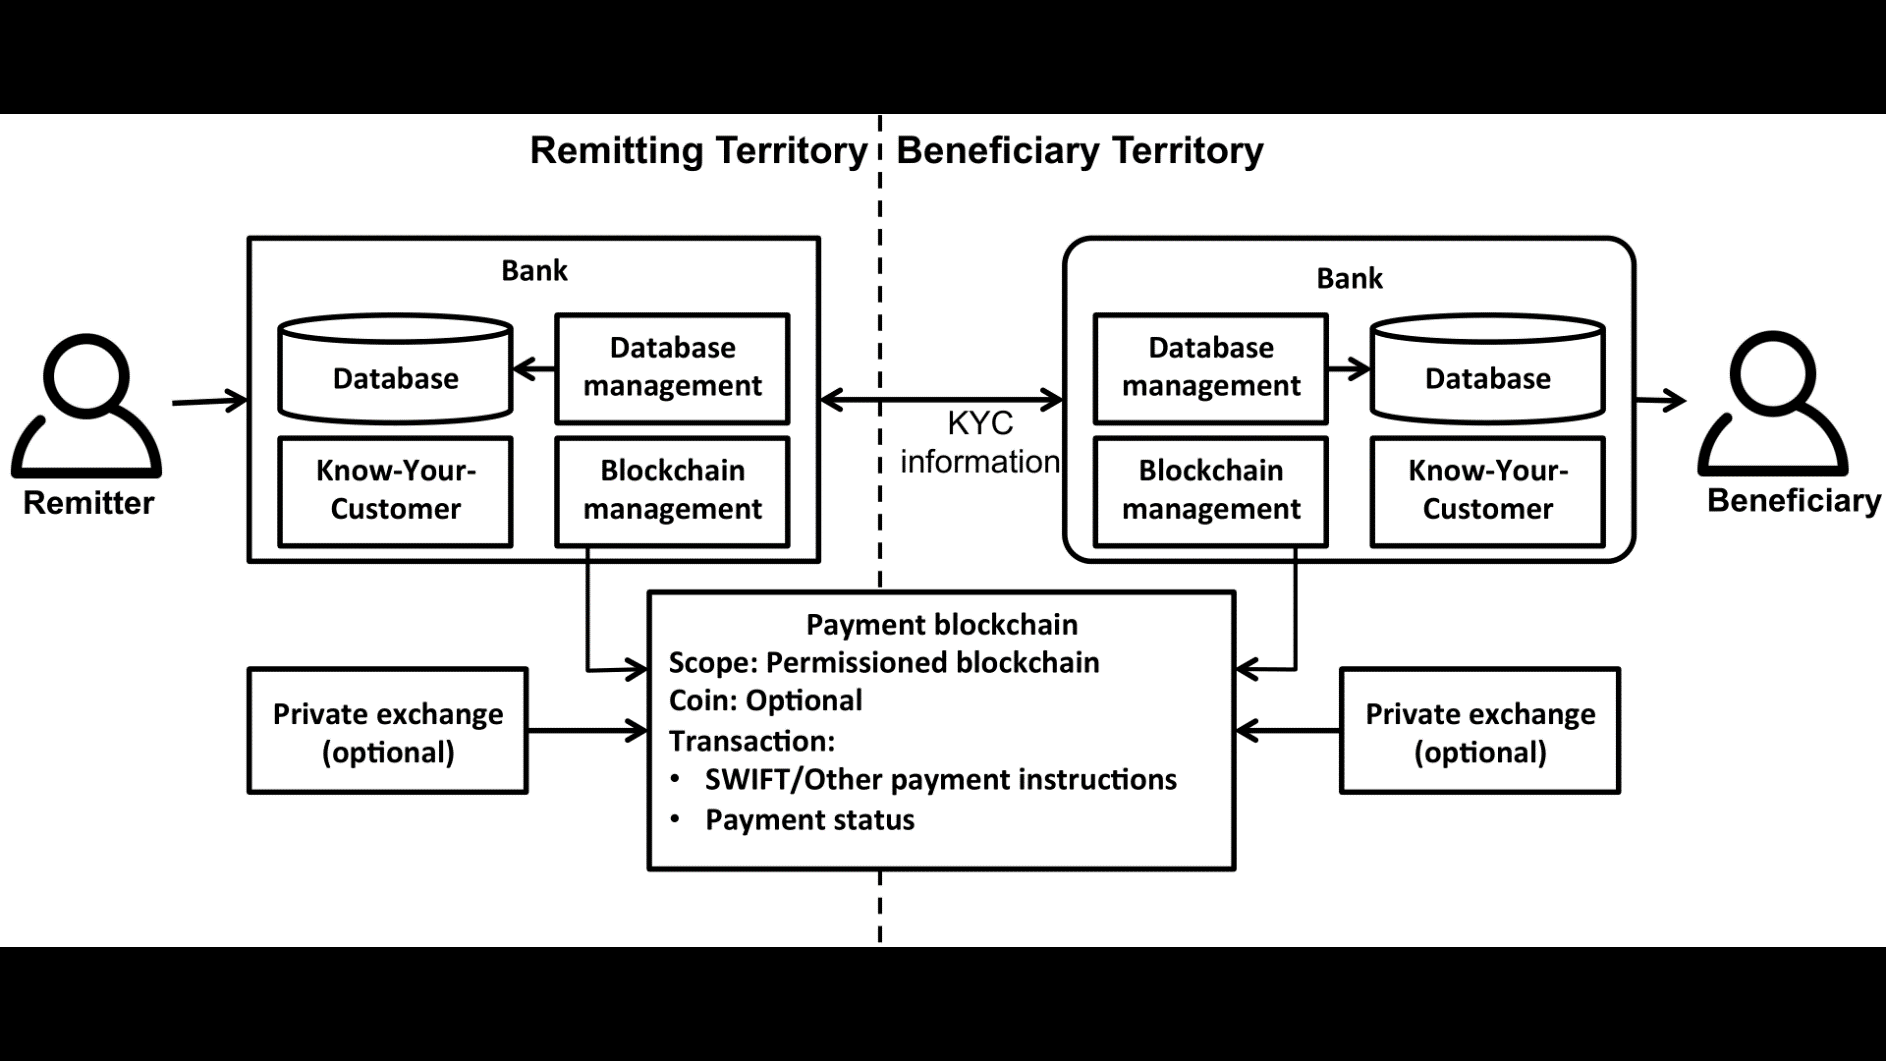 Remitting Territory
Beneficiary Territory
Bank
Database
Database
management
Know-Your-
Customer
Blockchain
management
Remitter
KYC
information
Bank
Database
management
Database
Blockchain
management
Know-Your-
Customer
Beneficiary
Payment blockchain
Scope: Permissioned blockchain
Coin: Optional
Transaction:
• SWIFT/Other payment instructions
• Payment status
Private exchange
(optional)
Private exchange
(optional)